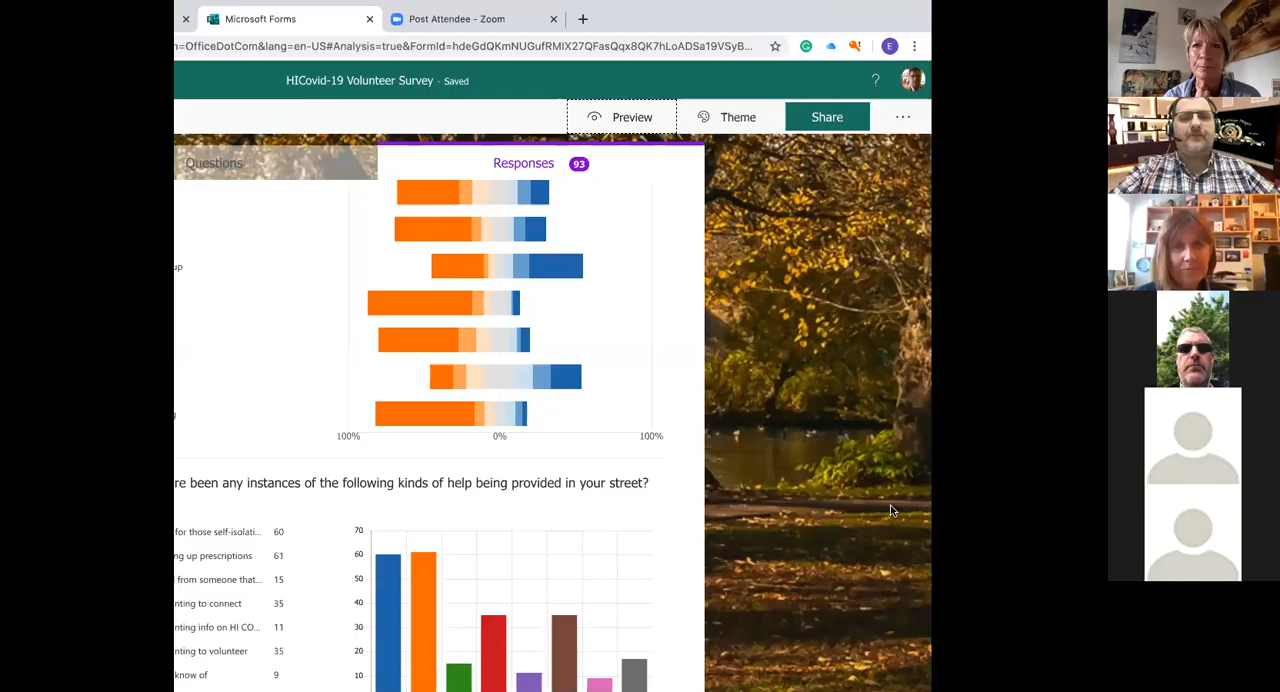 Microsoft Forms
Post Attendee - Zoom
n=OfficeDotCom&lang=en-US#Analysis=true&FormId=hdeGdQKmNUGufRMIX27QFasQqx8QK7hLoADSa19VSyB...
E
HICovid-19 Volunteer Survey - Saved
?
Preview
Theme
Share
...
Questions
Responses 93
up
g
100%
0%
100%
re been any instances of the following kinds of help being provided in your street?
for those self-isolati... 60
ng up prescriptions 61
from someone that... 15
nting to connect 35
nting info on HI CO... 11
nting to volunteer 35
know of 9
70
60
50
40
30
20
10